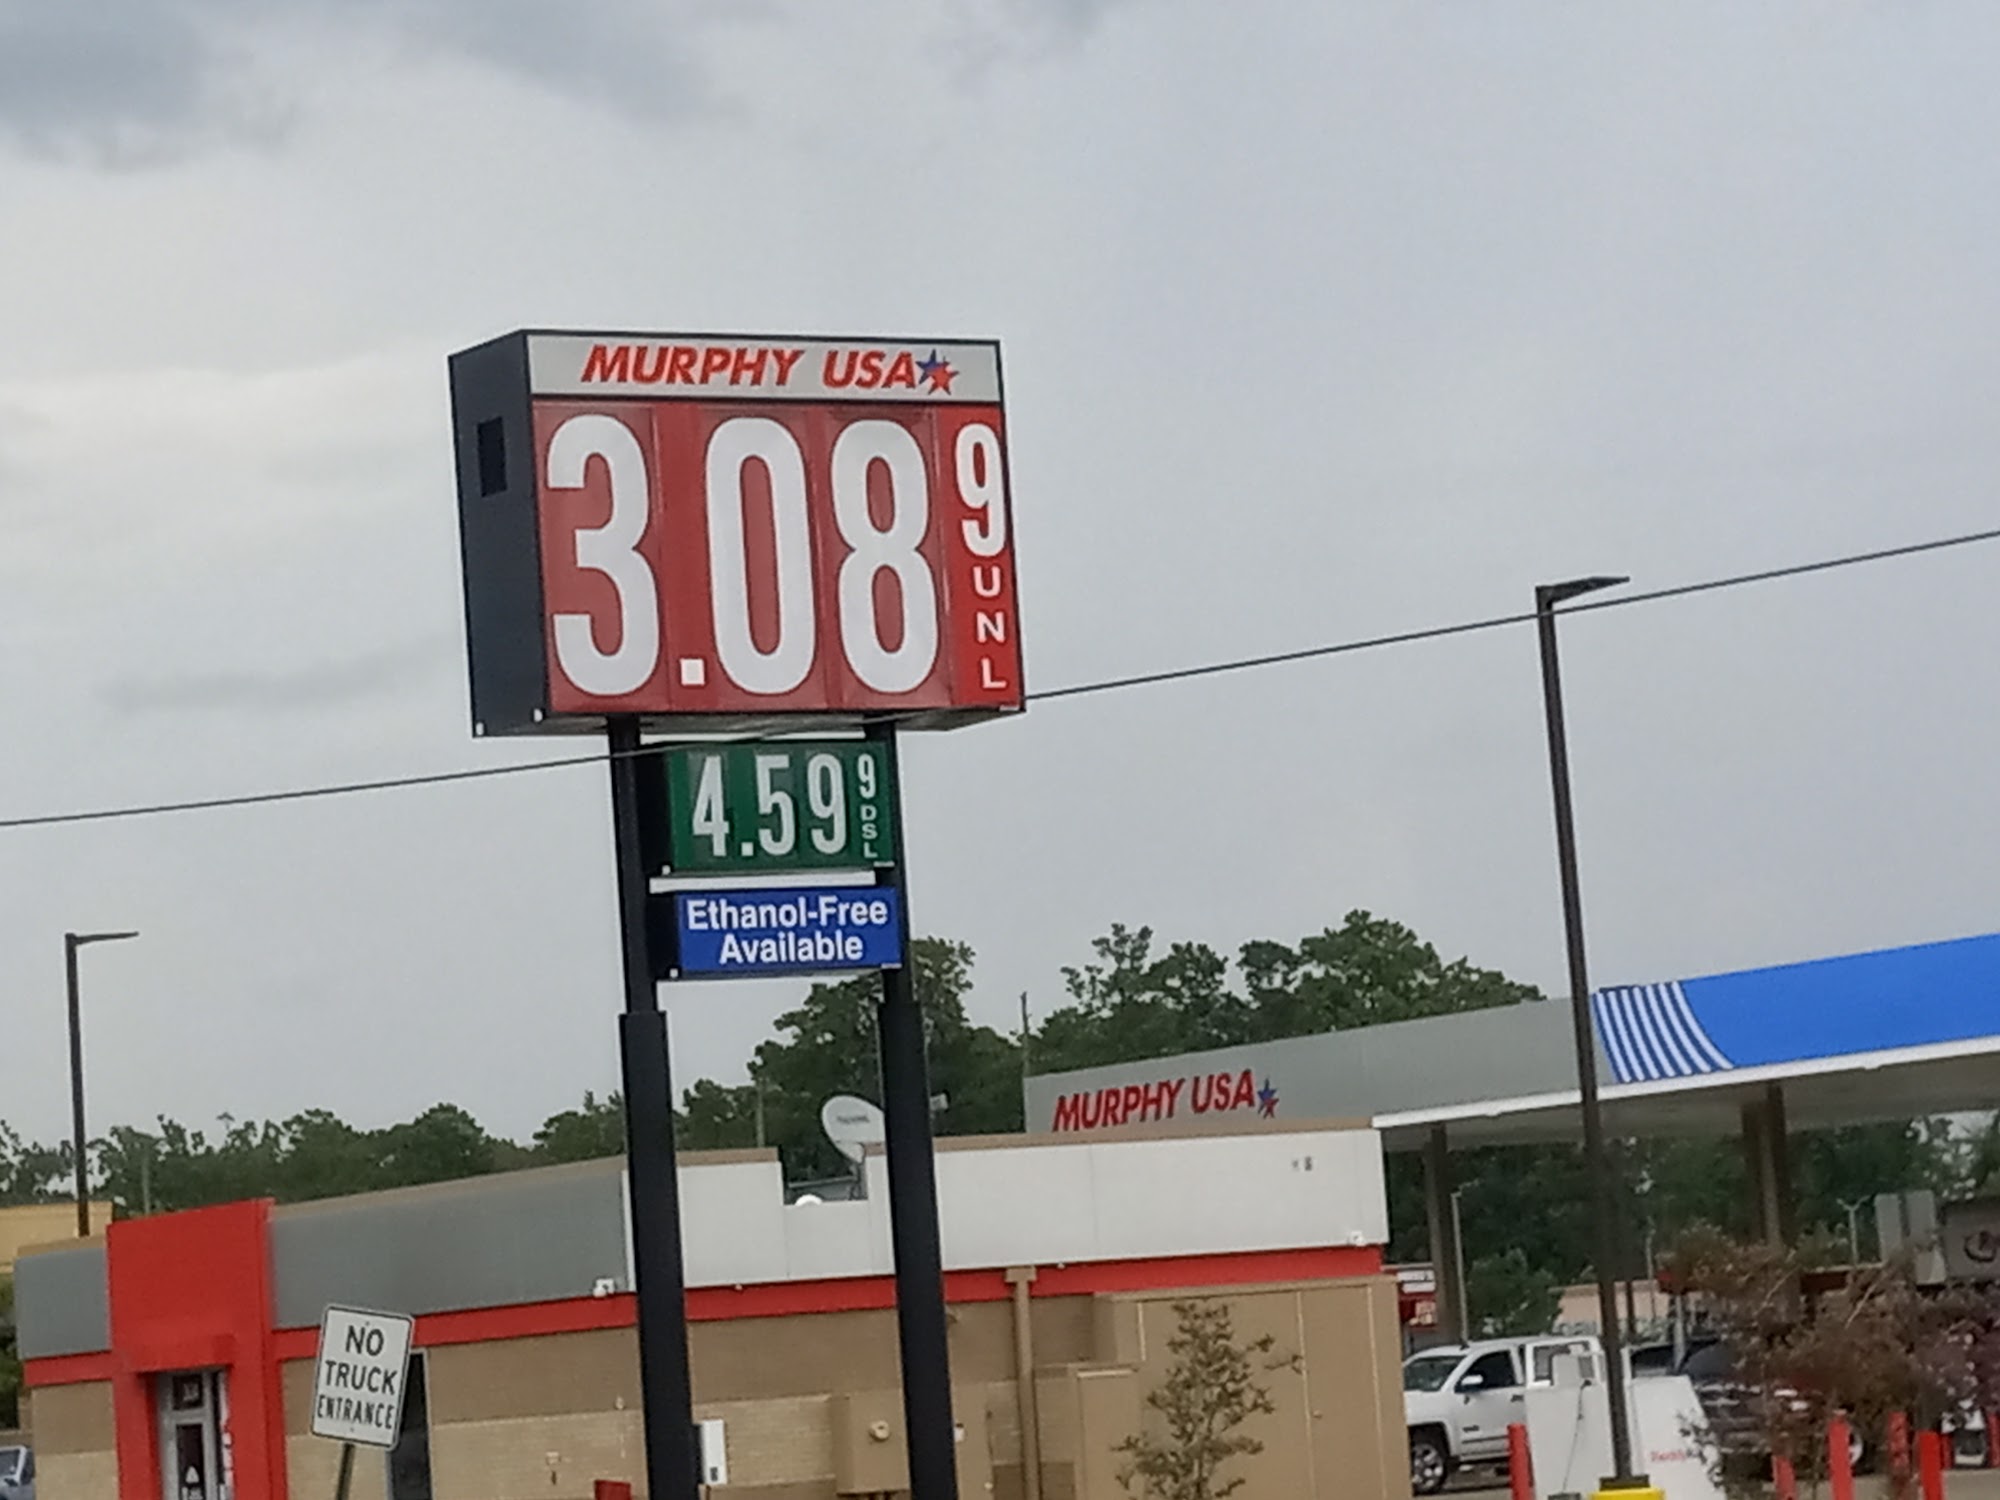 MURPHY USA
3.08 9
UNL
4.59 9
DSL
Ethanol-Free
Available
MURPHY USA
NO
TRUCK
ENTRANCE